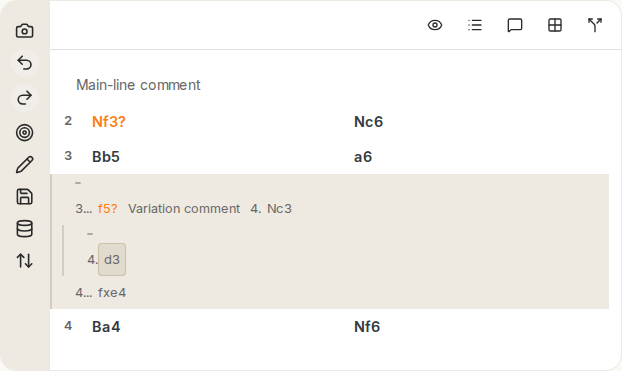 Main-line comment
2 Nf3? Nc6
3 Bb5 a6
–
3... f5? Variation comment 4. Nc3
–
4. d3
4... fxe4
4 Ba4 Nf6